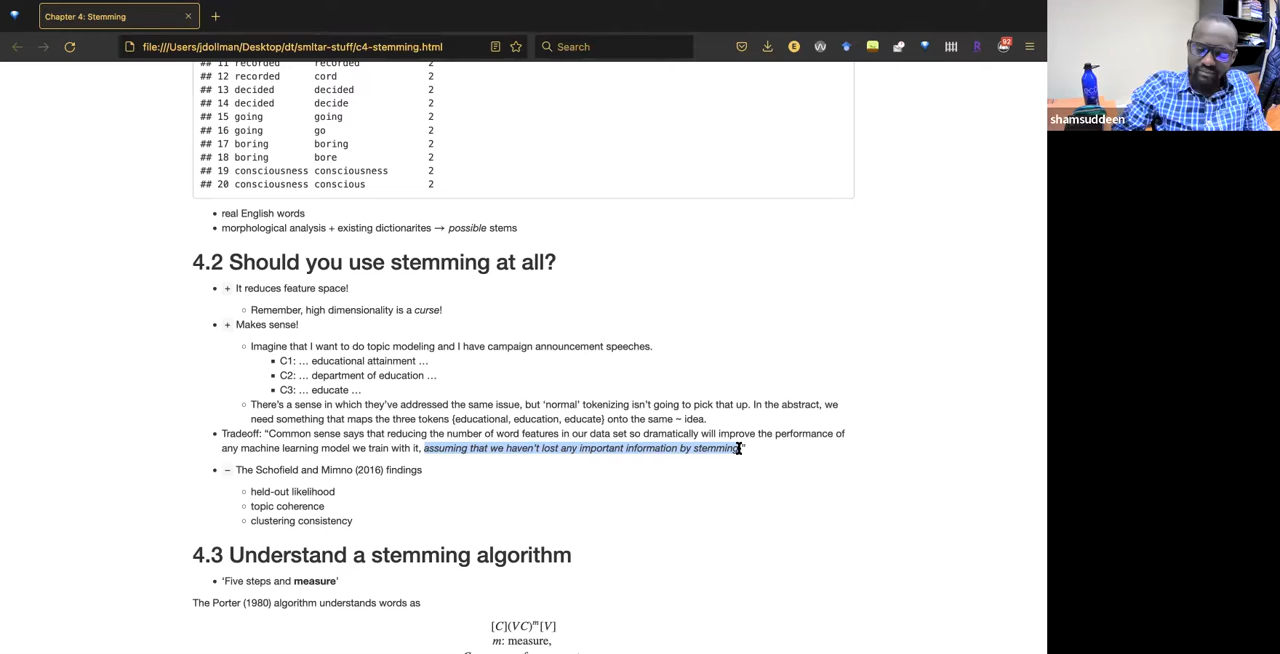 Chapter 4: Stemming
file:///Users/jdollman/Desktop/dt/smltar-stuff/c4-stemming.html
Search
E
R
92
## 11 recorded recorded 2
## 12 recorded cord 2
## 13 decided decided 2
## 14 decided decide 2
## 15 going going 2
## 16 going go 2
## 17 boring boring 2
## 18 boring bore 2
## 19 consciousness consciousness 2
## 20 consciousness conscious 2
• real English words
• morphological analysis + existing dictionarites → possible stems
4.2 Should you use stemming at all?
• + It reduces feature space!
◦ Remember, high dimensionality is a curse!
• + Makes sense!
◦ Imagine that I want to do topic modeling and I have campaign announcement speeches.
▪ C1: … educational attainment …
▪ C2: … department of education …
▪ C3: … educate …
◦ There’s a sense in which they’ve addressed the same issue, but ‘normal’ tokenizing isn’t going to pick that up. In the abstract, we
need something that maps the three tokens {educational, education, educate} onto the same ~ idea.
• Tradeoff: “Common sense says that reducing the number of word features in our data set so dramatically will improve the performance of
any machine learning model we train with it, assuming that we haven’t lost any important information by stemming.”
• – The Schofield and Mimno (2016) findings
◦ held-out likelihood
◦ topic coherence
◦ clustering consistency
4.3 Understand a stemming algorithm
• ‘Five steps and measure’
The Porter (1980) algorithm understands words as
[C](VC)ᵐ[V]
m: measure,
shamsuddeen